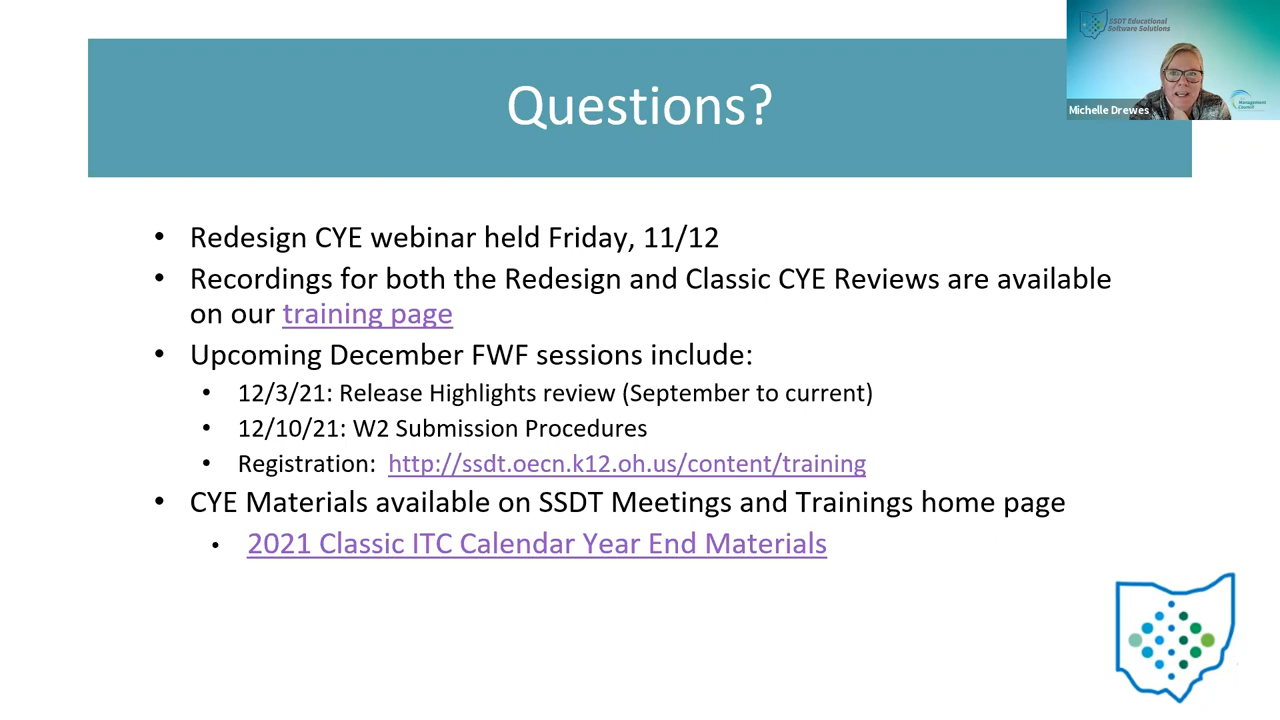 SSDT Educational
Software Solutions
Michelle Drewes
Management
Council
Questions?
• Redesign CYE webinar held Friday, 11/12
• Recordings for both the Redesign and Classic CYE Reviews are available
on our training page
• Upcoming December FWF sessions include:
• 12/3/21: Release Highlights review (September to current)
• 12/10/21: W2 Submission Procedures
• Registration: http://ssdt.oecn.k12.oh.us/content/training
• CYE Materials available on SSDT Meetings and Trainings home page
• 2021 Classic ITC Calendar Year End Materials